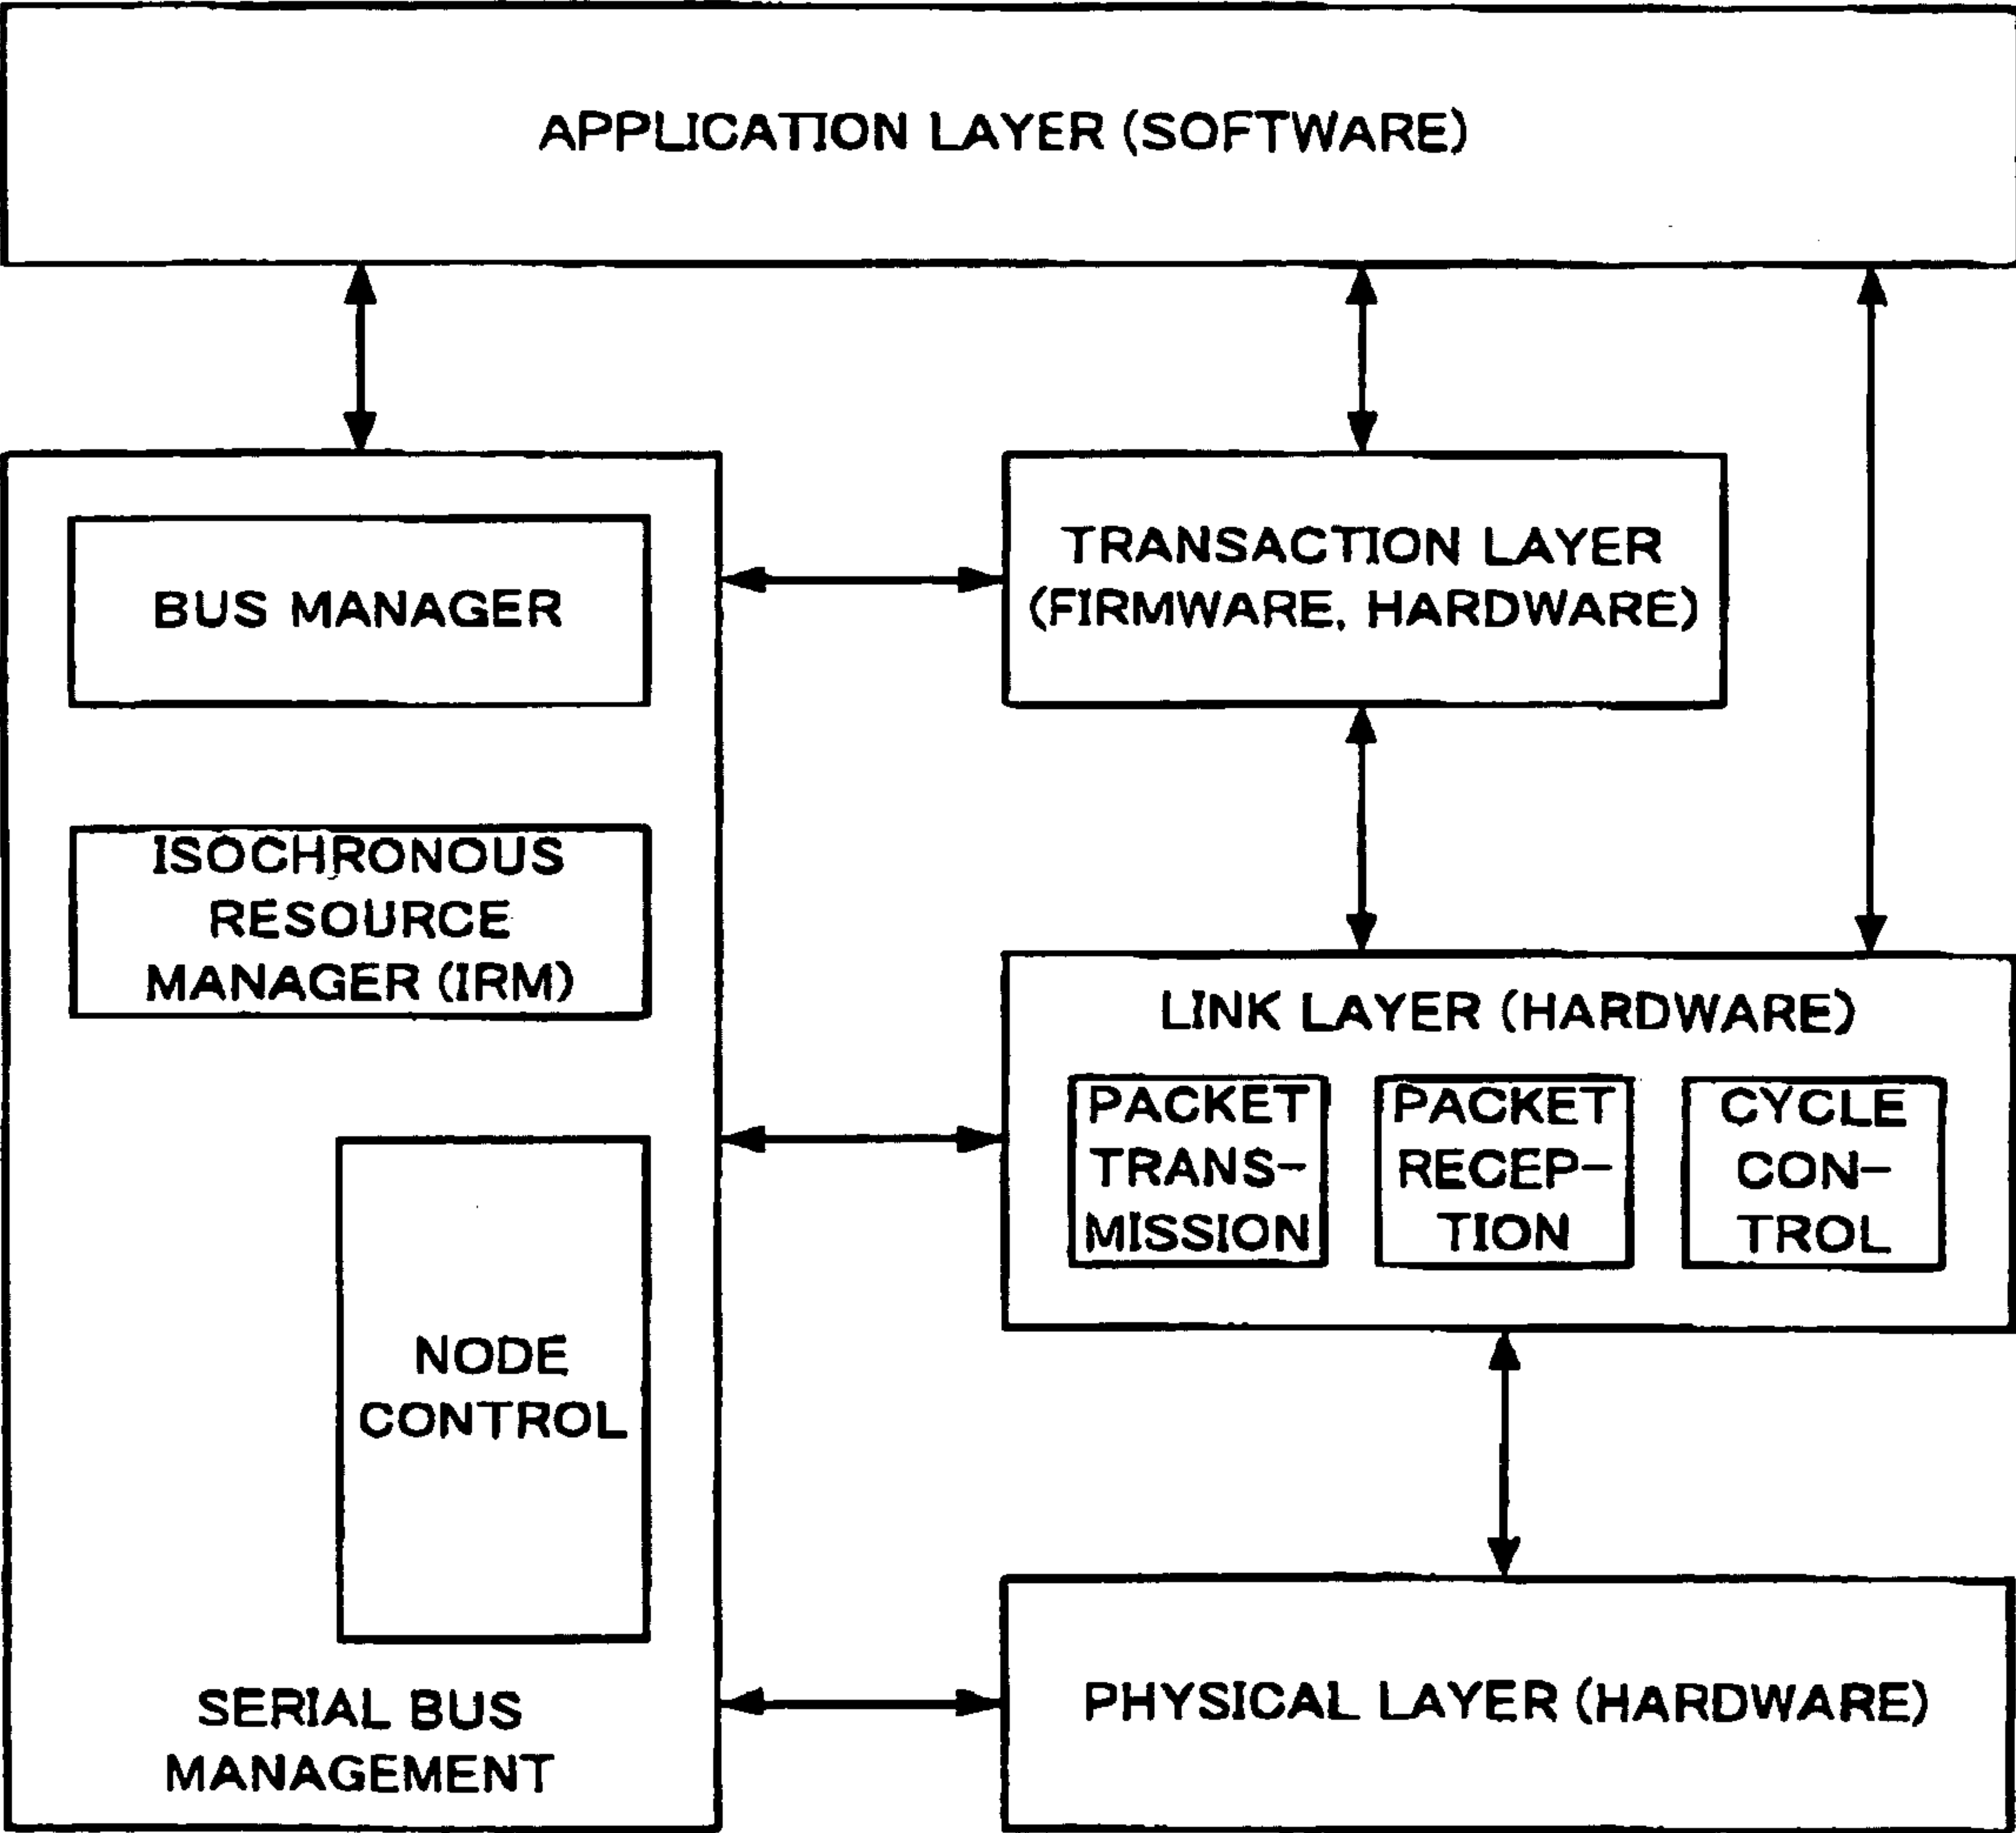 APPLICATION LAYER (SOFTWARE)
BUS MANAGER
ISOCHRONOUS
RESOURCE
MANAGER (IRM)
NODE
CONTROL
SERIAL BUS
MANAGEMENT
TRANSACTION LAYER
(FIRMWARE, HARDWARE)
LINK LAYER (HARDWARE)
PACKET
TRANS-
MISSION
PACKET
RECEP-
TION
CYCLE
CON-
TROL
PHYSICAL LAYER (HARDWARE)